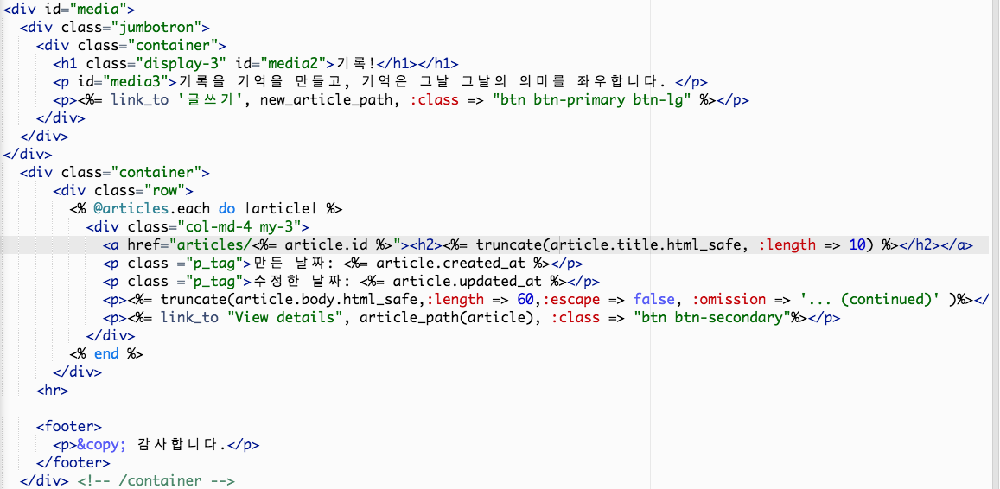 <div id="media">
<div class="jumbotron">
<div class="container">
<h1 class="display-3" id="media2">기록!</h1></h1>
<p id="media3">기록을 기억을 만들고, 기억은 그날 그날의 의미를 좌우합니다. </p>
<p><%= link_to '글쓰기', new_article_path, :class => "btn btn-primary btn-lg" %></p>
</div>
</div>
</div>
<div class="container">
<div class="row">
<% @articles.each do |article| %>
<div class="col-md-4 my-3">
<a href="articles/<%= article.id %>"><h2><%= truncate(article.title.html_safe, :length => 10) %></h2></a>
<p class ="p_tag">만든 날짜: <%= article.created_at %></p>
<p class ="p_tag">수정한 날짜: <%= article.updated_at %></p>
<p><%= truncate(article.body.html_safe,:length => 60,:escape => false, :omission => '... (continued)' )%></
<p><%= link_to "View details", article_path(article), :class => "btn btn-secondary"%></p>
</div>
<% end %>
</div>
<hr>
<footer>
<p>&copy; 감사합니다.</p>
</footer>
</div> <!-- /container -->